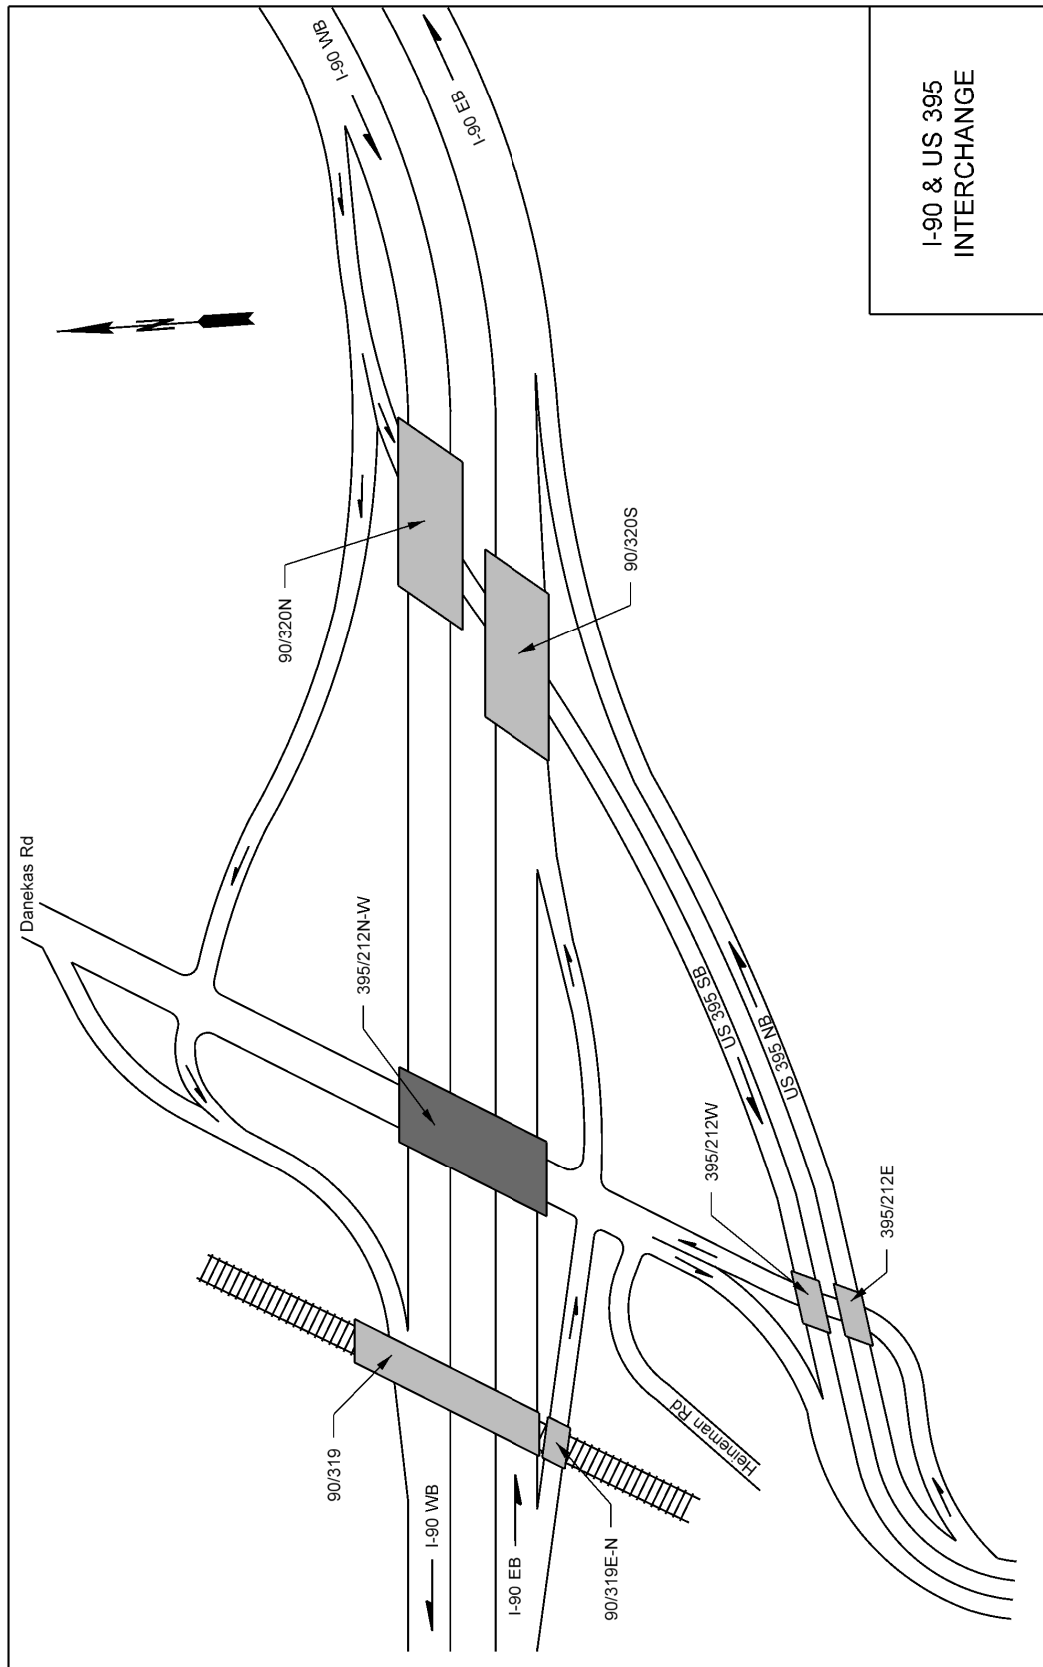 I-90 WB
I-90 EB
I-90 & US 395
INTERCHANGE
90/320N
90/320S
Danekas Rd
395/212N-W
US 395 SB
US 395 NB
395/212W
395/212E
90/319
Heineman Rd
I-90 WB
I-90 EB
90/319E-N